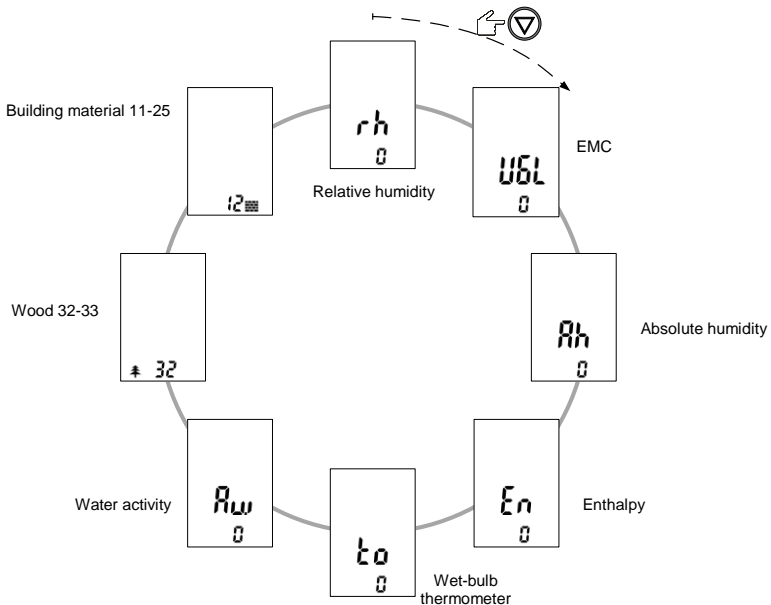 Building material 11-25
12
rh
0
Relative humidity
UGL
0
EMC
Wood 32-33
32
Ah
0
Absolute humidity
Water activity
Aw
0
to
0
Wet-bulb
thermometer
En
0
Enthalpy